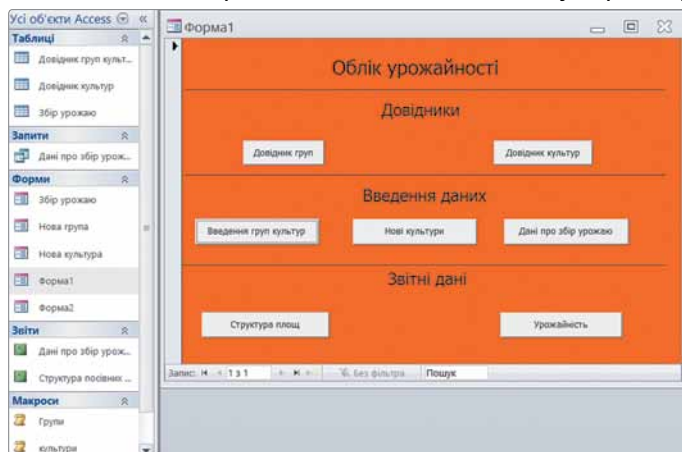 Усі об'єкти Access
Таблиці
Довідник груп культ...
Довідник культур
Збір урожаю
Запити
Дані про збір урож...
Форми
Збір урожаю
Нова група
Нова культура
Форма1
Форма2
Звіти
Дані про збір урож...
Структура посівних ...
Макроси
Групи
культури
Форма1
Облік урожайності
Довідники
Довідник груп Довідник культур
Введення даних
Введення груп культур Нові культури Дані про збір урожаю
Звітні дані
Структура площ Урожайність
Запис: 1 з 1 Без фільтра Пошук